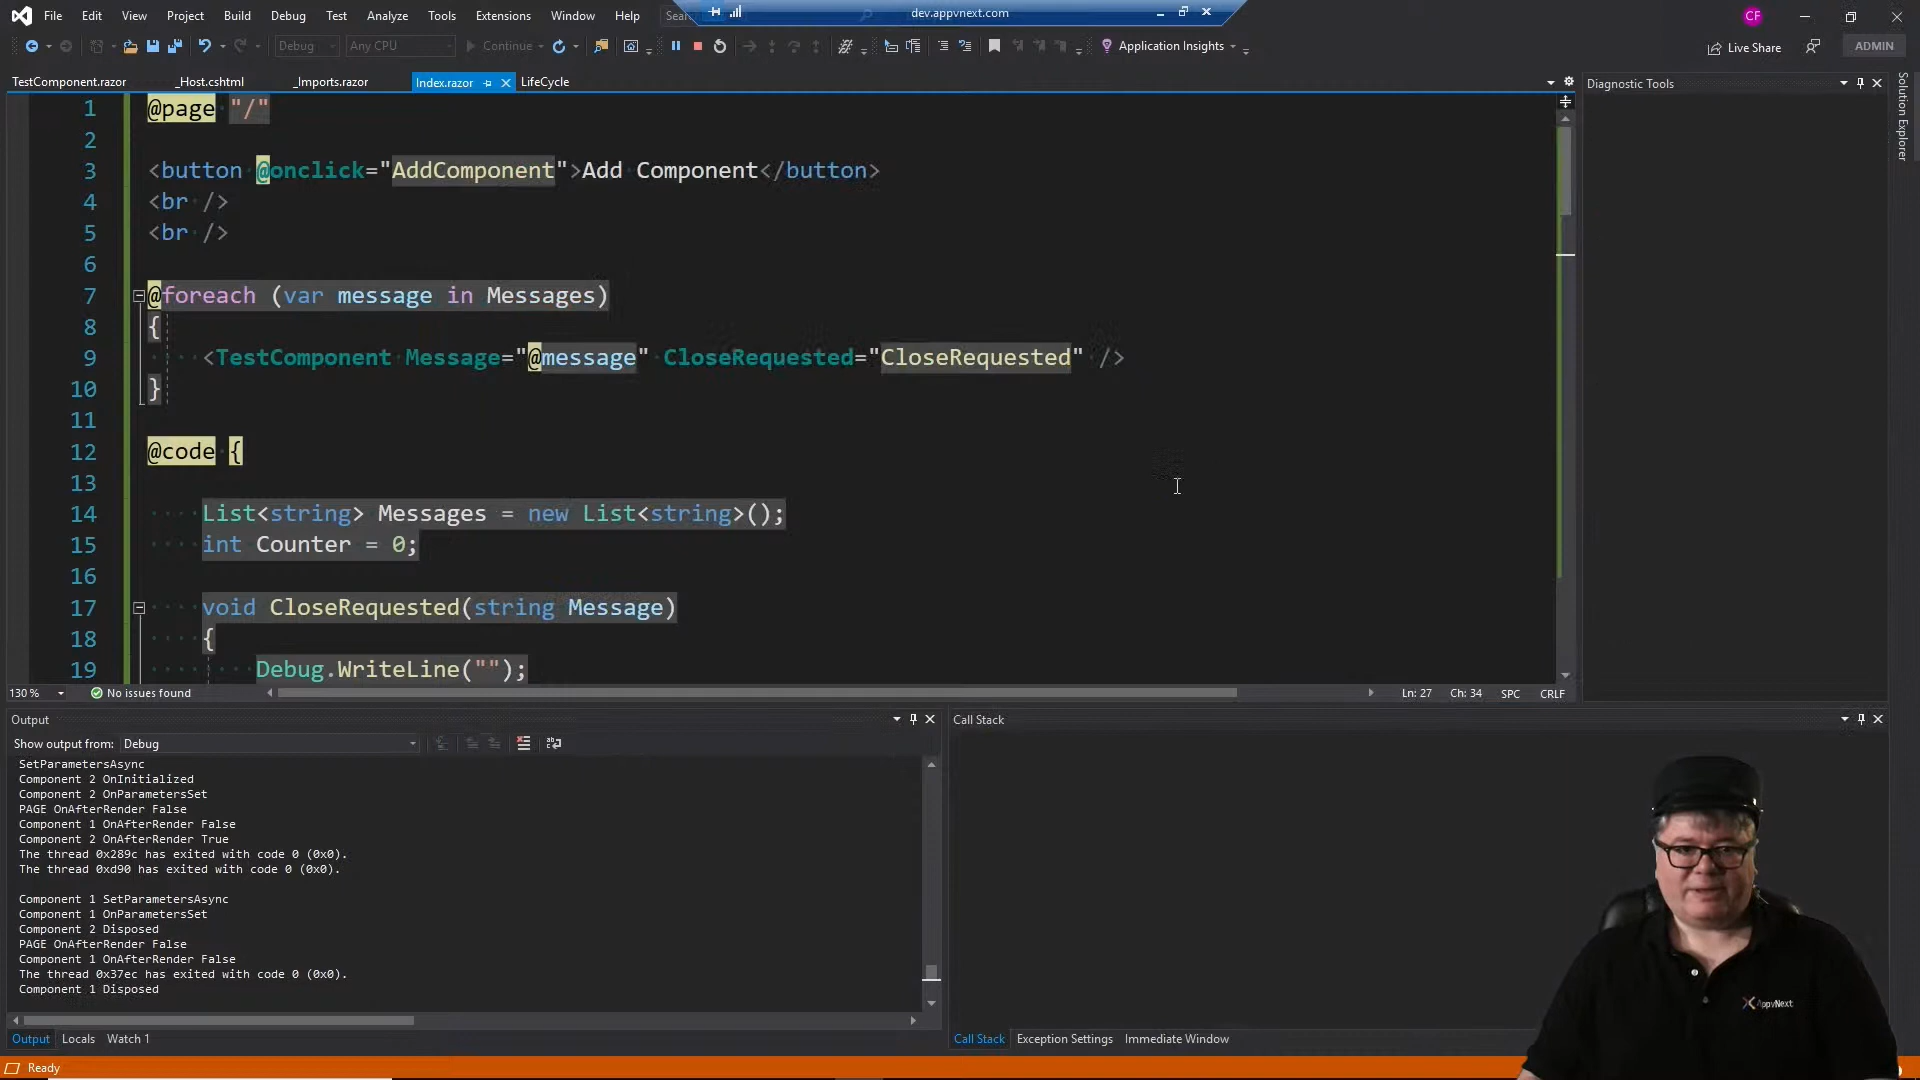 File Edit View Project Build Debug Test Analyze Tools Extensions Window Help
dev.appvnext.com
CF
Debug Any CPU Continue Application Insights Live Share ADMIN
TestComponent.razor _Host.cshtml _Imports.razor Index.razor LifeCycle
Diagnostic Tools
Solution Explorer
1 @page "/"
2
3 <button @onclick="AddComponent">Add Component</button>
4 <br />
5 <br />
6
7 @foreach (var message in Messages)
8 {
9 <TestComponent Message="@message" CloseRequested="CloseRequested" />
10 }
11
12 @code {
13
14 List<string> Messages = new List<string>();
15 int Counter = 0;
16
17 void CloseRequested(string Message)
18 {
19 Debug.WriteLine("");
130 % No issues found Ln: 27 Ch: 34 SPC CRLF
Output
Show output from: Debug
SetParametersAsync
Component 2 OnInitialized
Component 2 OnParametersSet
PAGE OnAfterRender False
Component 1 OnAfterRender False
Component 2 OnAfterRender True
The thread 0x289c has exited with code 0 (0x0).
The thread 0xd90 has exited with code 0 (0x0).
Component 1 SetParametersAsync
Component 1 OnParametersSet
Component 2 Disposed
PAGE OnAfterRender False
Component 1 OnAfterRender False
The thread 0x37ec has exited with code 0 (0x0).
Component 1 Disposed
Output Locals Watch 1
Call Stack
Call Stack Exception Settings Immediate Window
AppvNext
Ready